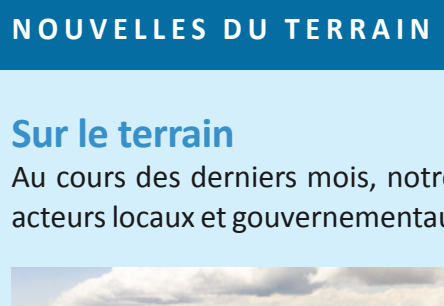 NOUVELLES DU TERRAIN
Sur le terrain
Au cours des derniers mois, notre
acteurs locaux et gouvernementau